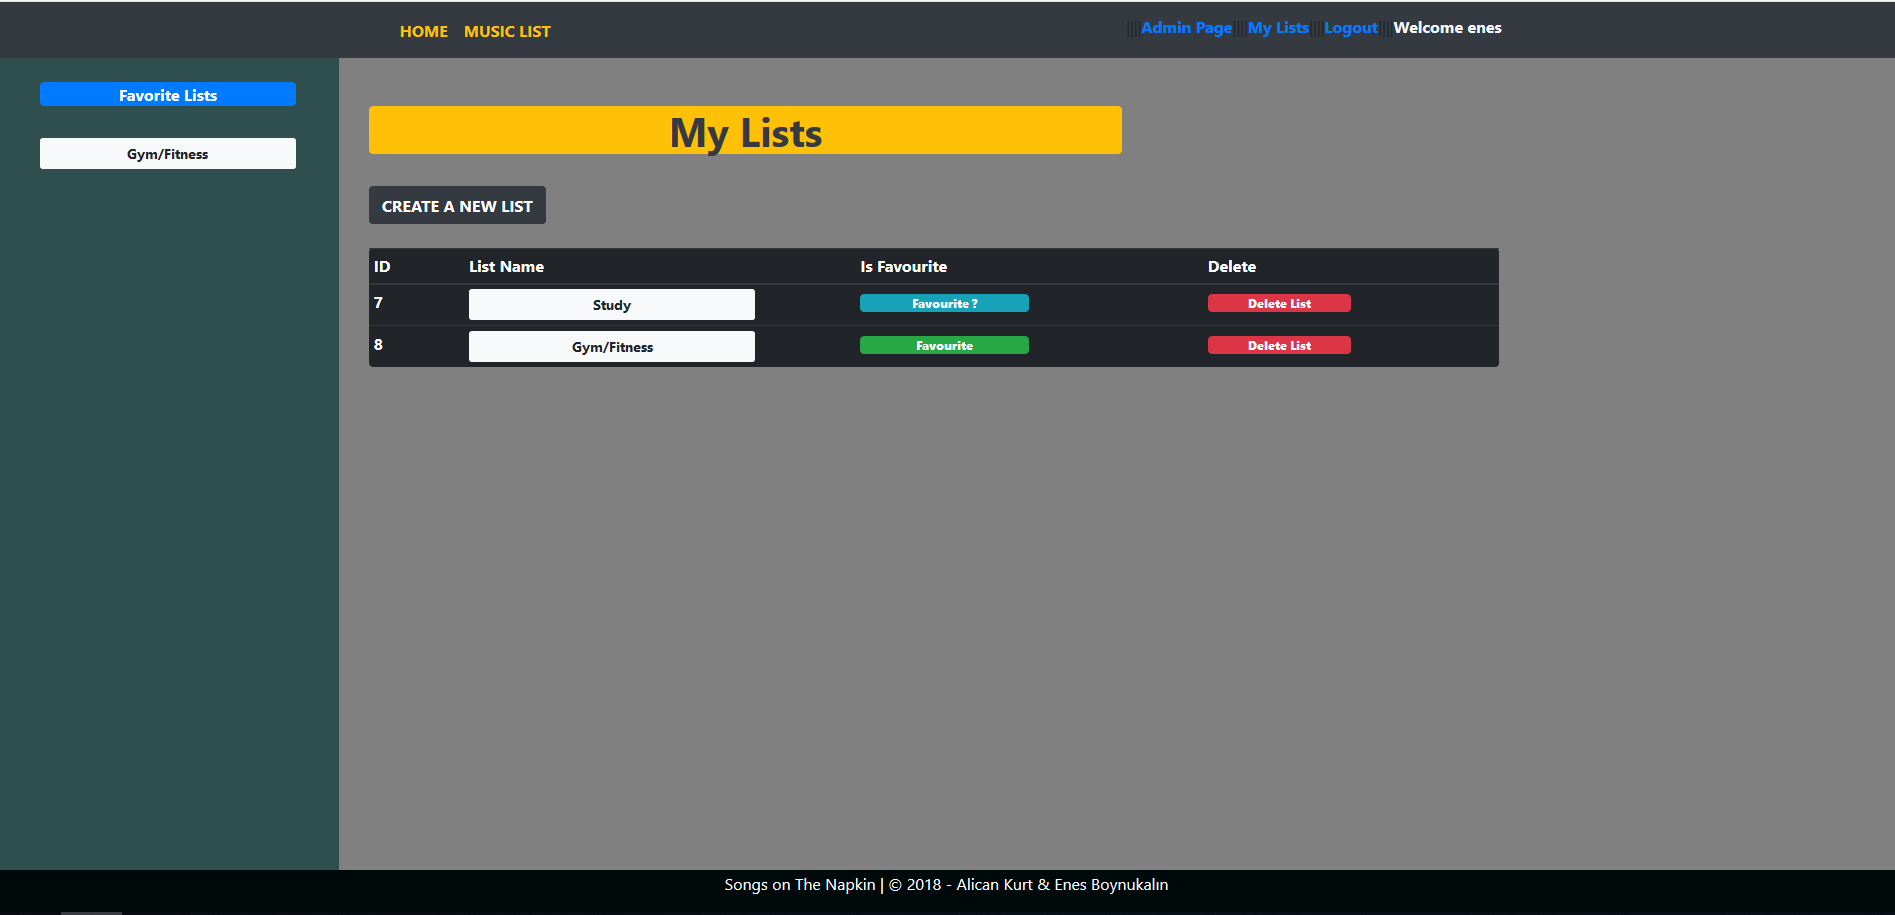 HOME MUSIC LIST ||||Admin Page||||My Lists||||Logout||||Welcome enes
Favorite Lists
Gym/Fitness
My Lists
CREATE A NEW LIST
ID List Name Is Favourite Delete
7 Study Favourite ? Delete List
8 Gym/Fitness Favourite Delete List
Songs on The Napkin | © 2018 - Alican Kurt & Enes Boynukalın